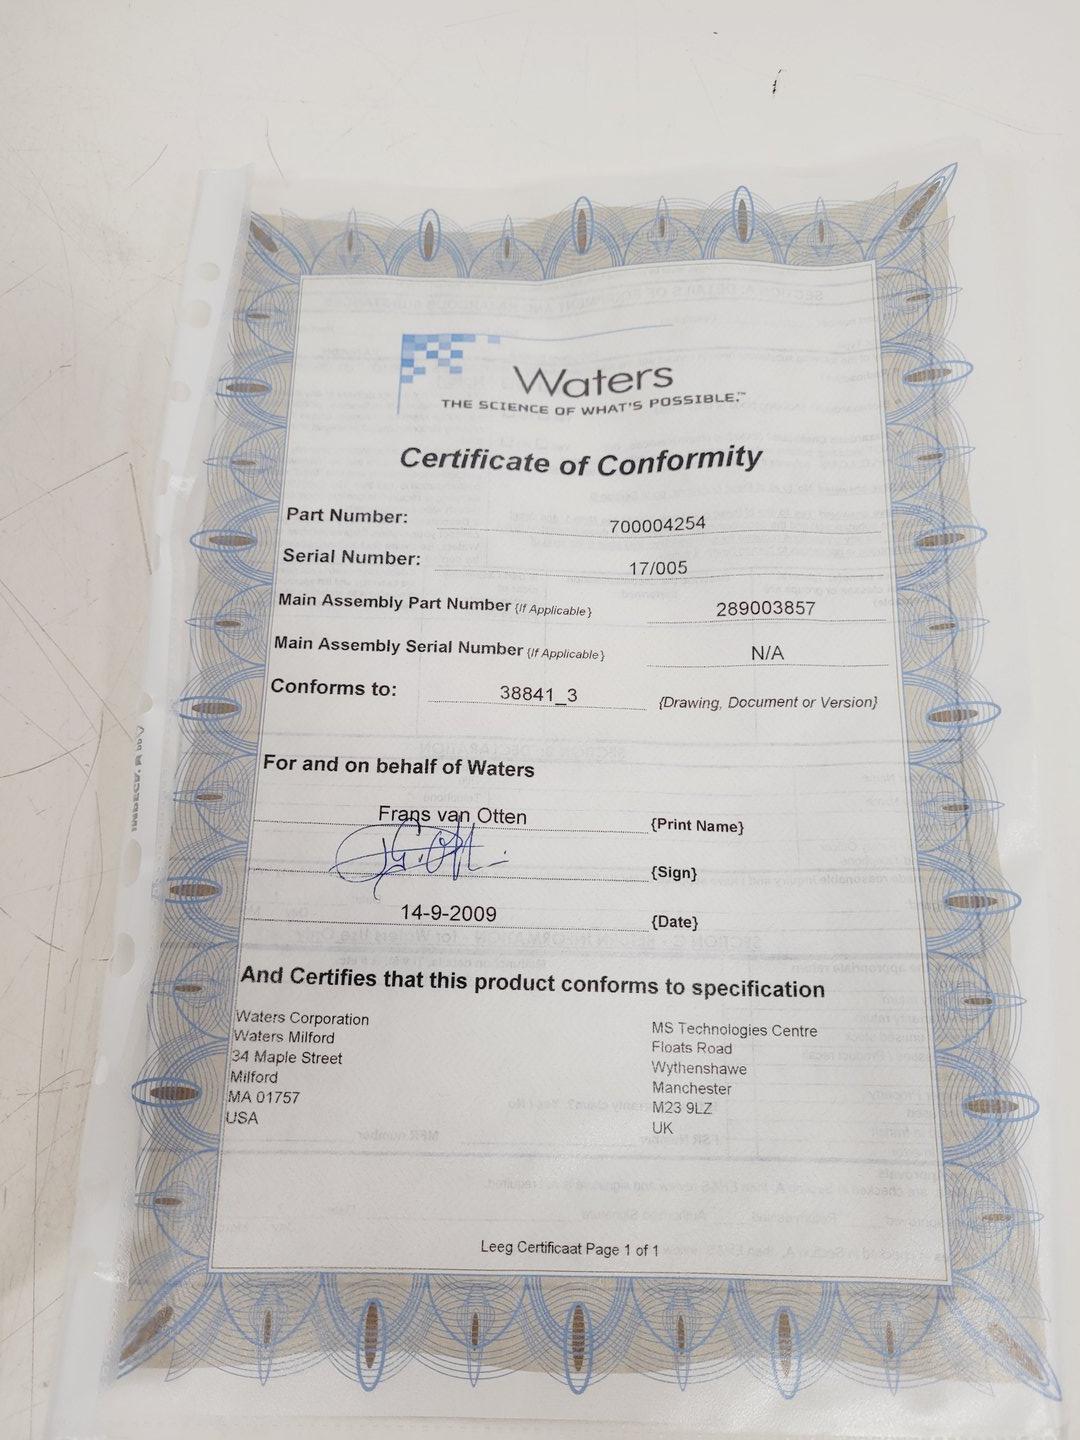 Waters
THE SCIENCE OF WHAT'S POSSIBLE.™
Certificate of Conformity
Part Number: 700004254
Serial Number: 17/005
Main Assembly Part Number {If Applicable} 289003857
Main Assembly Serial Number {If Applicable} N/A
Conforms to: 38841_3 {Drawing, Document or Version}
For and on behalf of Waters
Frans van Otten {Print Name}
{Sign}
14-9-2009 {Date}
And Certifies that this product conforms to specification
Waters Corporation
Waters Milford
34 Maple Street
Milford
MA 01757
USA
MS Technologies Centre
Floats Road
Wythenshawe
Manchester
M23 9LZ
UK
Leeg Certificaat Page 1 of 1